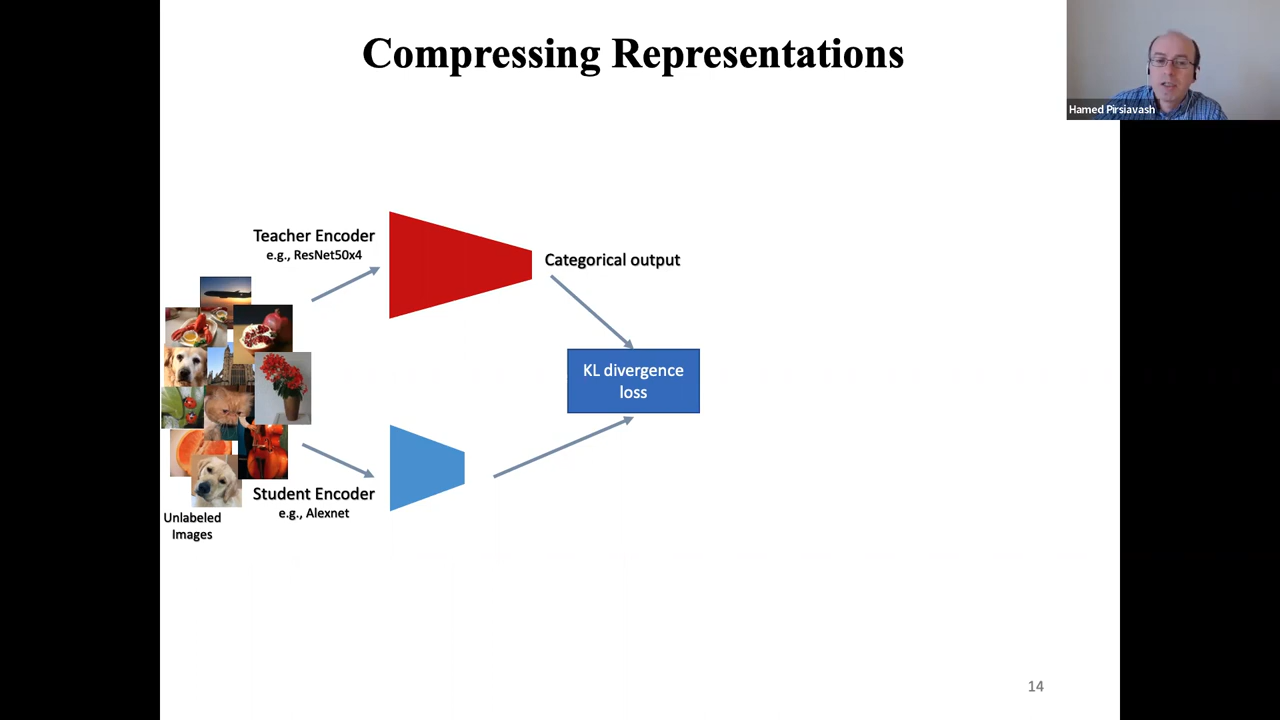 Compressing Representations
Hamed Pirsiavash
Teacher Encoder
e.g., ResNet50x4
Categorical output
KL divergence
loss
Student Encoder
e.g., Alexnet
Unlabeled
Images
14